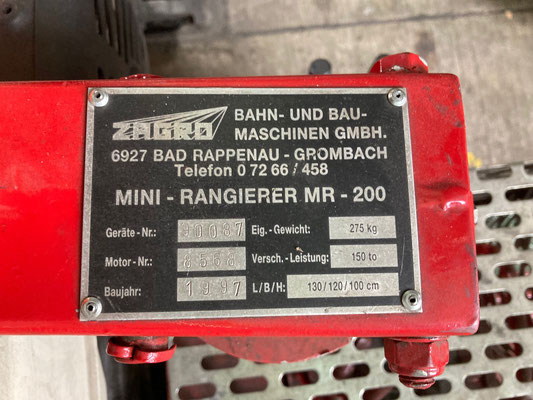 ZAGRO BAHN- UND BAU-
MASCHINEN GMBH.
6927 BAD RAPPENAU - GROMBACH
Telefon 0 72 66 / 458
MINI - RANGIERER MR - 200
Geräte-Nr.: Eig.-Gewicht: 275 kg
Motor-Nr.: Versch.-Leistung: 150 to
Baujahr: 1997 L/B/H: 130/120/100 cm